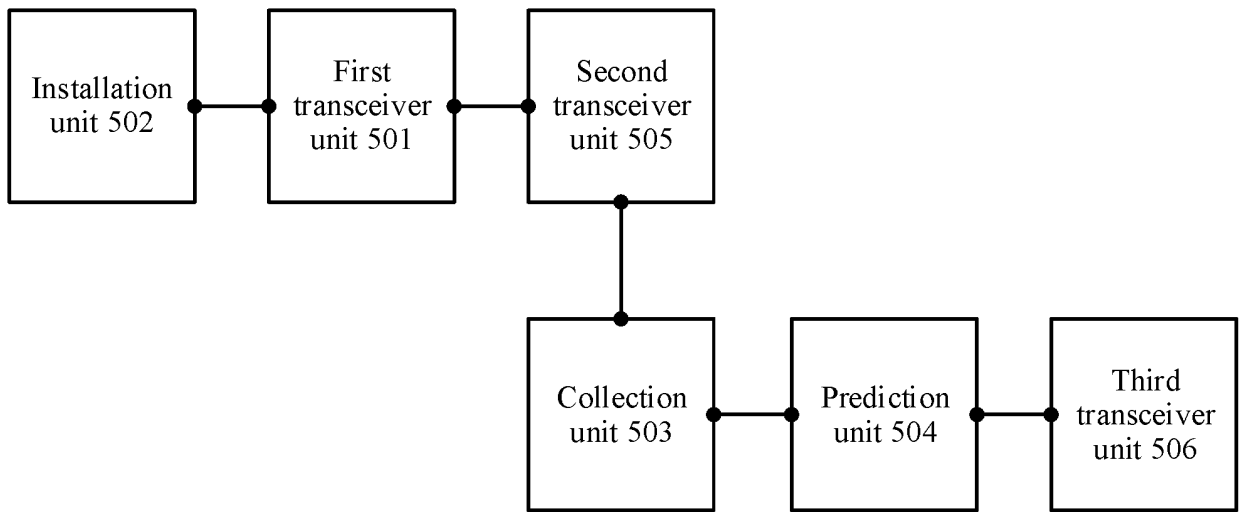 Installation
unit 502
First
transceiver
unit 501
Second
transceiver
unit 505
Collection
unit 503
Prediction
unit 504
Third
transceiver
unit 506